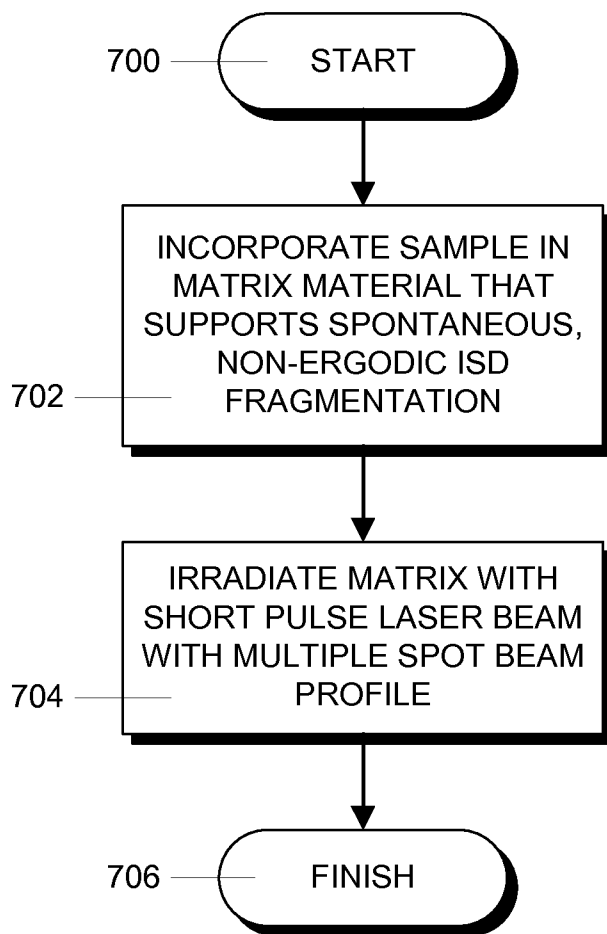 700
START
INCORPORATE SAMPLE IN
MATRIX MATERIAL THAT
SUPPORTS SPONTANEOUS,
NON-ERGODIC ISD
FRAGMENTATION
702
IRRADIATE MATRIX WITH
SHORT PULSE LASER BEAM
WITH MULTIPLE SPOT BEAM
PROFILE
704
706
FINISH